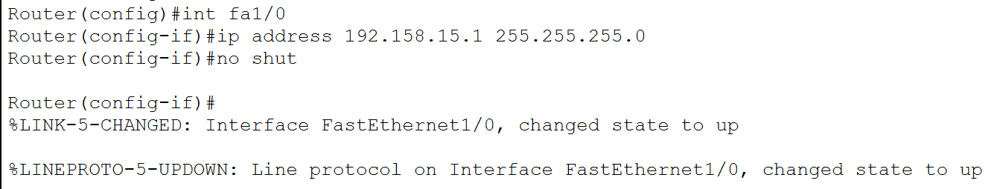 Router(config)#int fa1/0
Router(config-if)#ip address 192.158.15.1 255.255.255.0
Router(config-if)#no shut
Router(config-if)#
%LINK-5-CHANGED: Interface FastEthernet1/0, changed state to up
%LINEPROTO-5-UPDOWN: Line protocol on Interface FastEthernet1/0, changed state to up